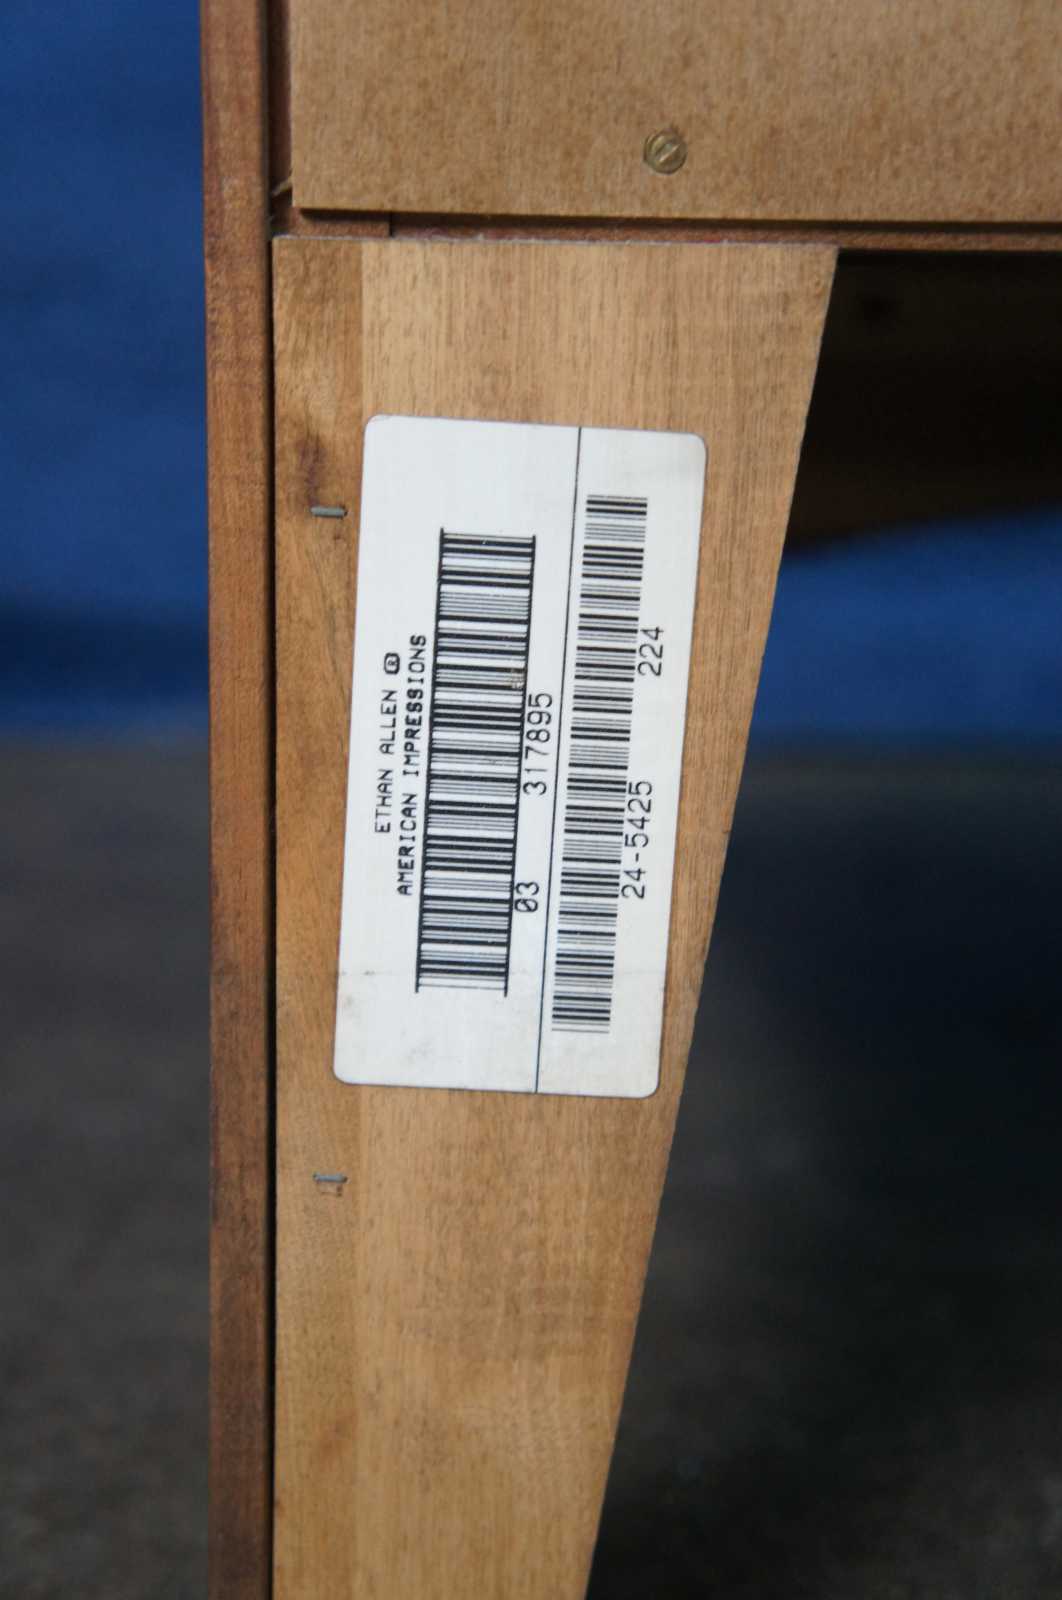 ETHAN ALLEN ®
AMERICAN IMPRESSIONS
03 317895
24-5425 224